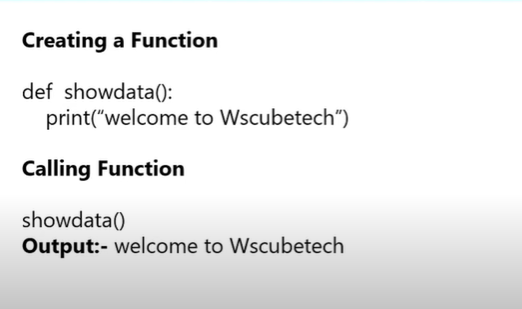 Creating a Function
def showdata():
print(“welcome to Wscubetech”)
Calling Function
showdata()
Output:- welcome to Wscubetech